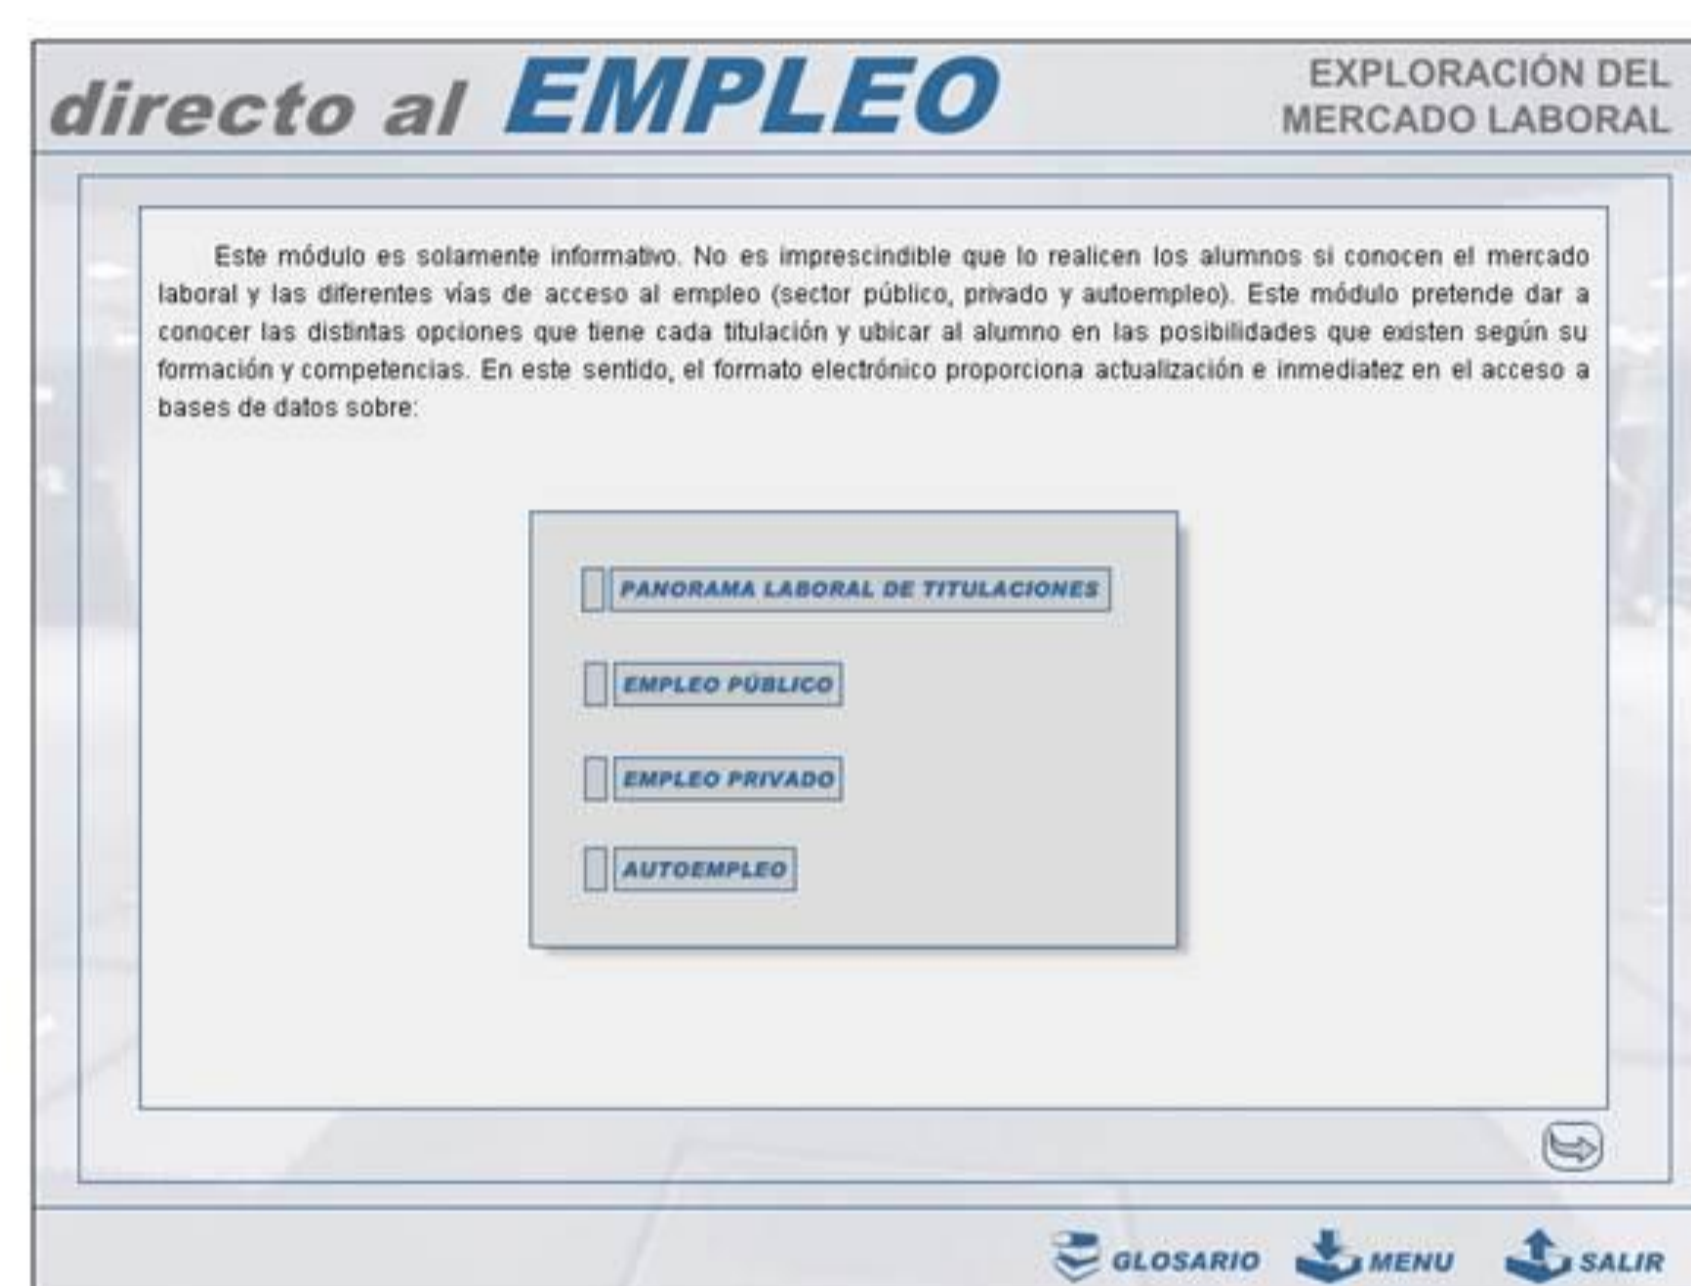 directo al EMPLEO
EXPLORACIÓN DEL
MERCADO LABORAL
Este módulo es solamente informativo. No es imprescindible que lo realicen los alumnos si conocen el mercado
laboral y las diferentes vías de acceso al empleo (sector público, privado y autoempleo). Este módulo pretende dar a
conocer las distintas opciones que tiene cada titulación y ubicar al alumno en las posibilidades que existen según su
formación y competencias. En este sentido, el formato electrónico proporciona actualización e inmediatez en el acceso a
bases de datos sobre:
PANORAMA LABORAL DE TITULACIONES
EMPLEO PÚBLICO
EMPLEO PRIVADO
AUTOEMPLEO
GLOSARIO MENU SALIR